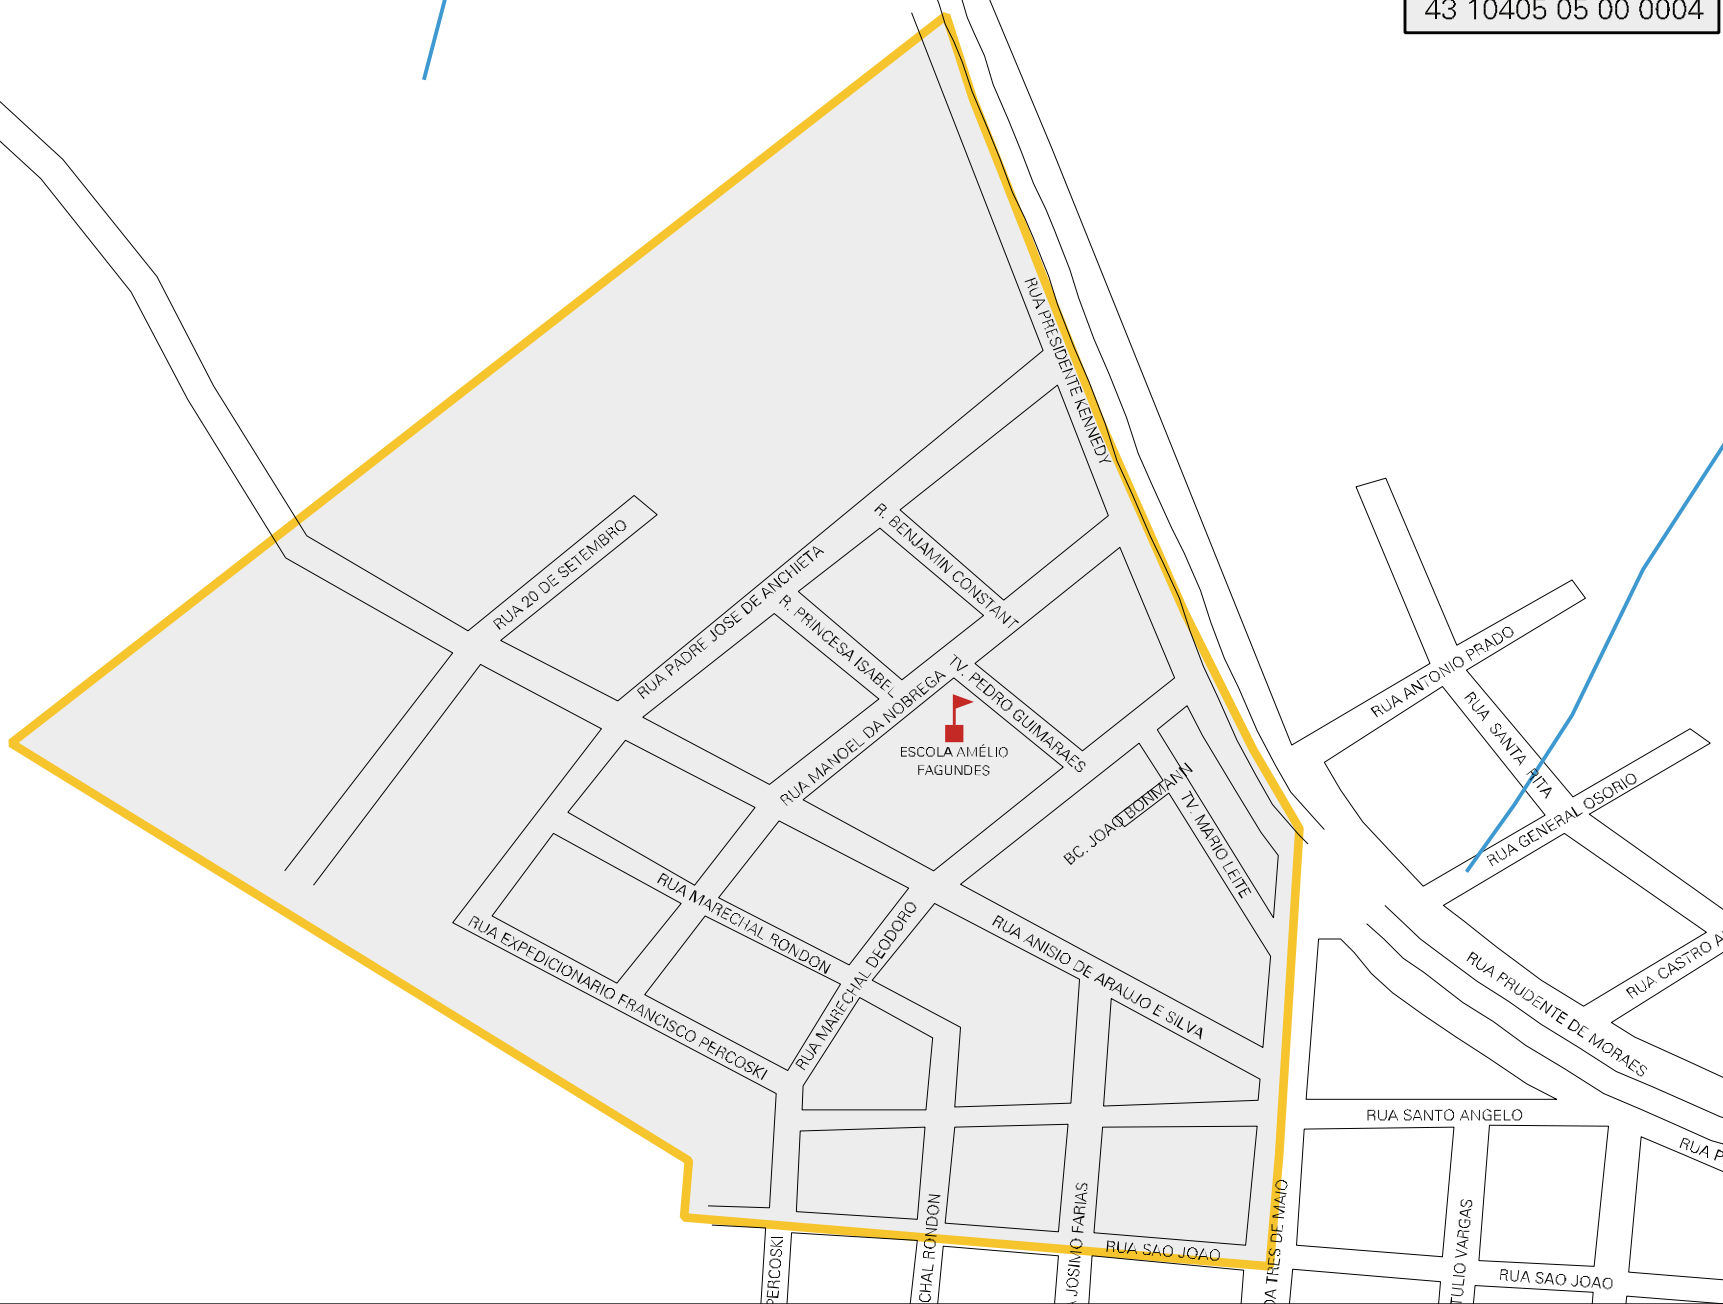 43 10405 05 00 0004
RUA PRESIDENTE KENNEDY
RUA 20 DE SETEMBRO
R. BENJAMIN CONSTANT
RUA PADRE JOSE DE ANCHIETA
R. PRINCESA ISABEL
RUA MANOEL DA NOBREGA
TV. PEDRO GUIMARAES
ESCOLA AMÉLIO
FAGUNDES
BC. JOAO BONMANN
TV. MARIO LEITE
RUA ANTONIO PRADO
RUA SANTA RITA
RUA GENERAL OSORIO
RUA MARECHAL RONDON
RUA MARECHAL DEODORO
RUA ANISIO DE ARAUJO E SILVA
RUA EXPEDICIONARIO FRANCISCO PERCOSKI
RUA PRUDENTE DE MORAES
RUA CASTRO A
RUA SANTO ANGELO
RUA P
PERCOSKI
CHAL RONDON
JOSIMO FARIAS
RUA SAO JOAO
DA TRES DE MAIO
TULIO VARGAS
RUA SAO JOAO